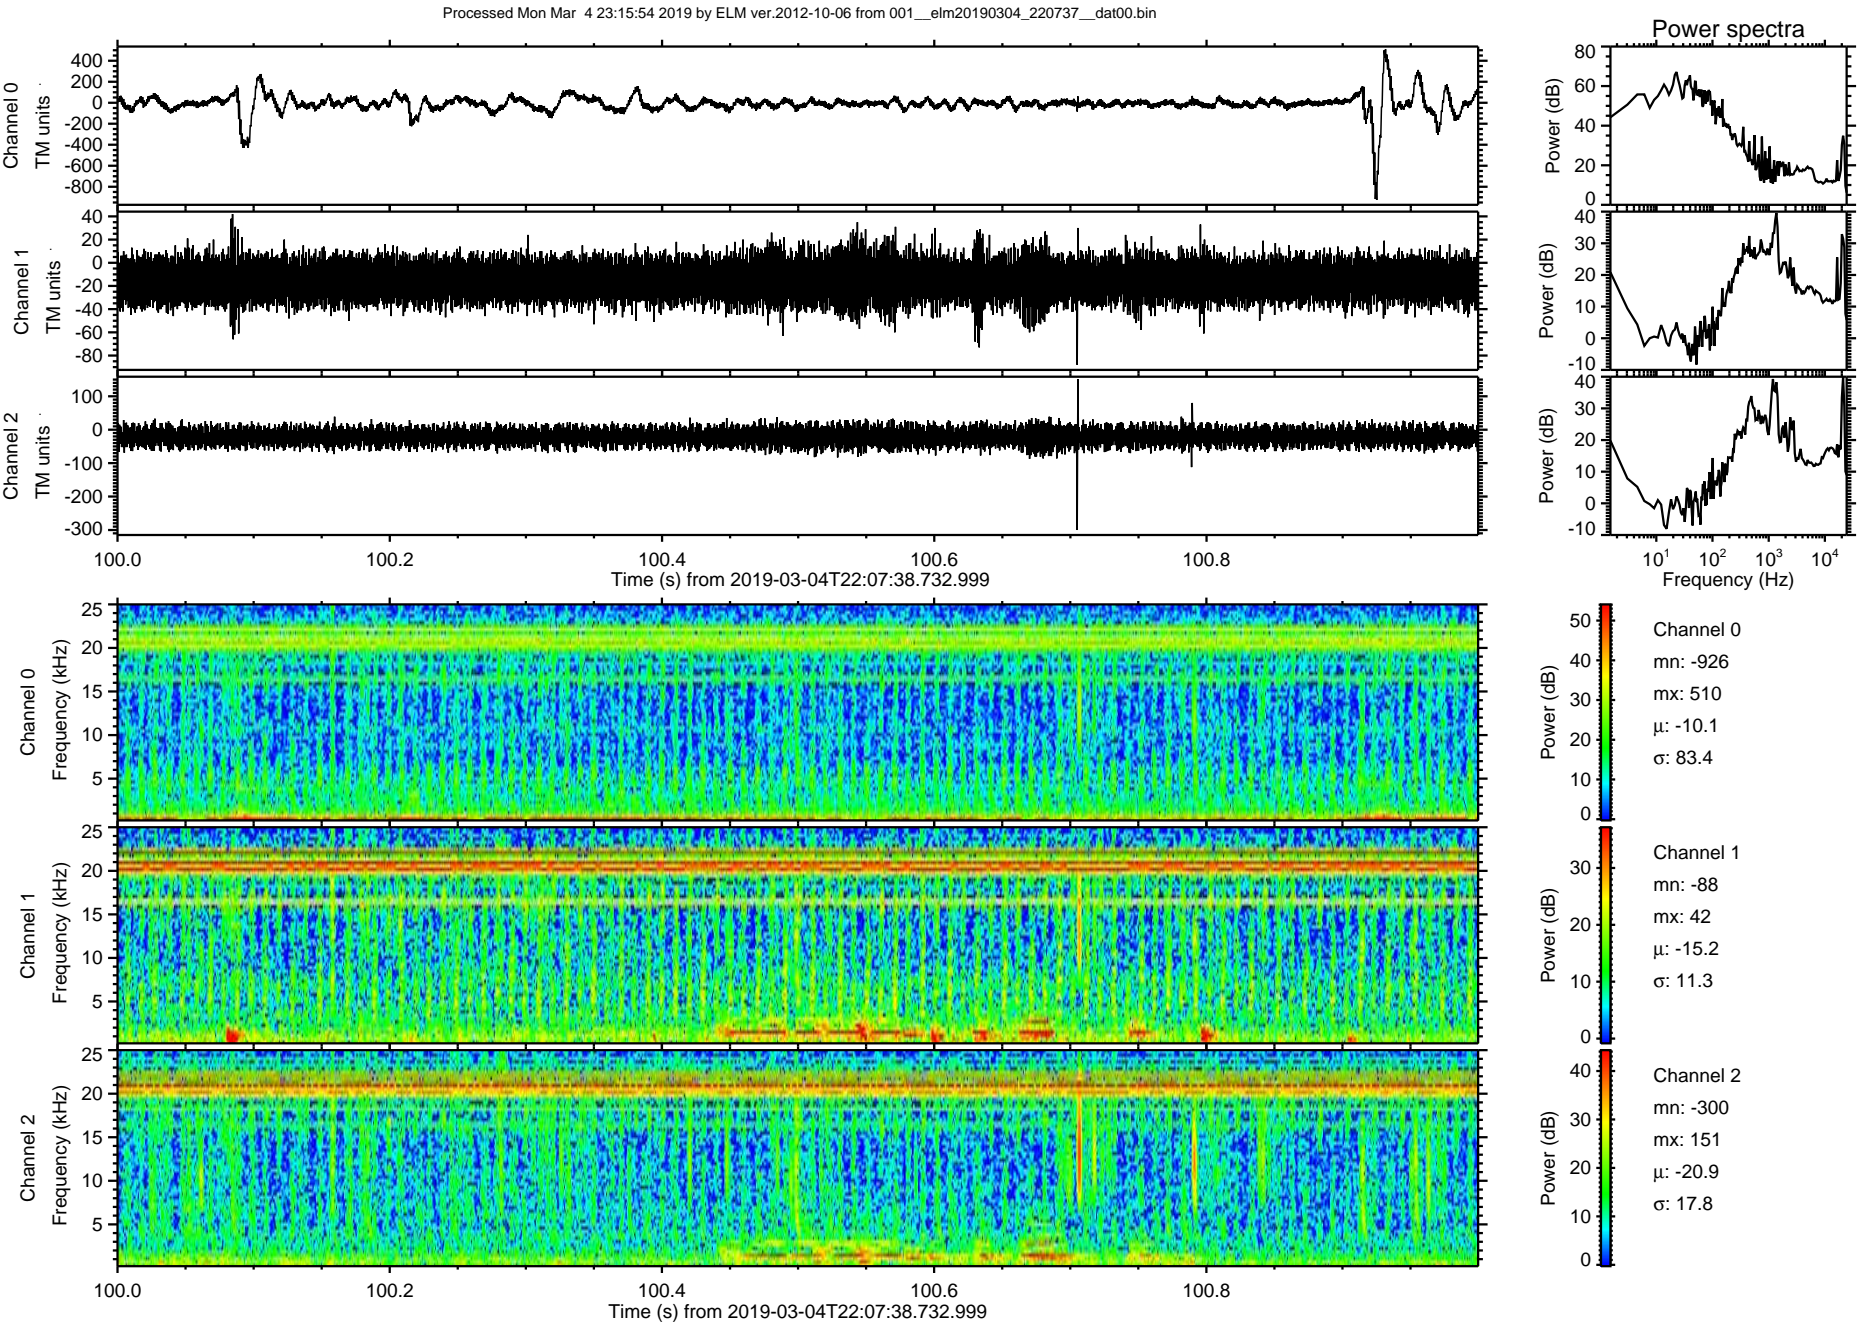 Processed Mon Mar  4 23:15:54 2019 by ELM ver.2012-10-06 from 001__elm20190304_220737__dat00.bin
Power spectra
Channel 0
TM units
400
200
0
-200
-400
-600
-800
Power (dB)
80
60
40
20
0
Channel 1
TM units
40
20
0
-20
-40
-60
-80
Power (dB)
40
30
20
10
0
-10
Channel 2
TM units
100
0
-100
-200
-300
Power (dB)
40
30
20
10
0
-10
100.0 100.2 100.4 100.6 100.8
Time (s) from 2019-03-04T22:07:38.732.999
10^1 10^2 10^3 10^4
Frequency (Hz)
Channel 0
Frequency (kHz)
25
20
15
10
5
Power (dB)
50
40
30
20
10
0
Channel 0
mn: -926
mx: 510
μ: -10.1
σ: 83.4
Channel 1
Frequency (kHz)
25
20
15
10
5
Power (dB)
30
20
10
0
Channel 1
mn: -88
mx: 42
μ: -15.2
σ: 11.3
Channel 2
Frequency (kHz)
25
20
15
10
5
Power (dB)
40
30
20
10
0
Channel 2
mn: -300
mx: 151
μ: -20.9
σ: 17.8
100.0 100.2 100.4 100.6 100.8
Time (s) from 2019-03-04T22:07:38.732.999